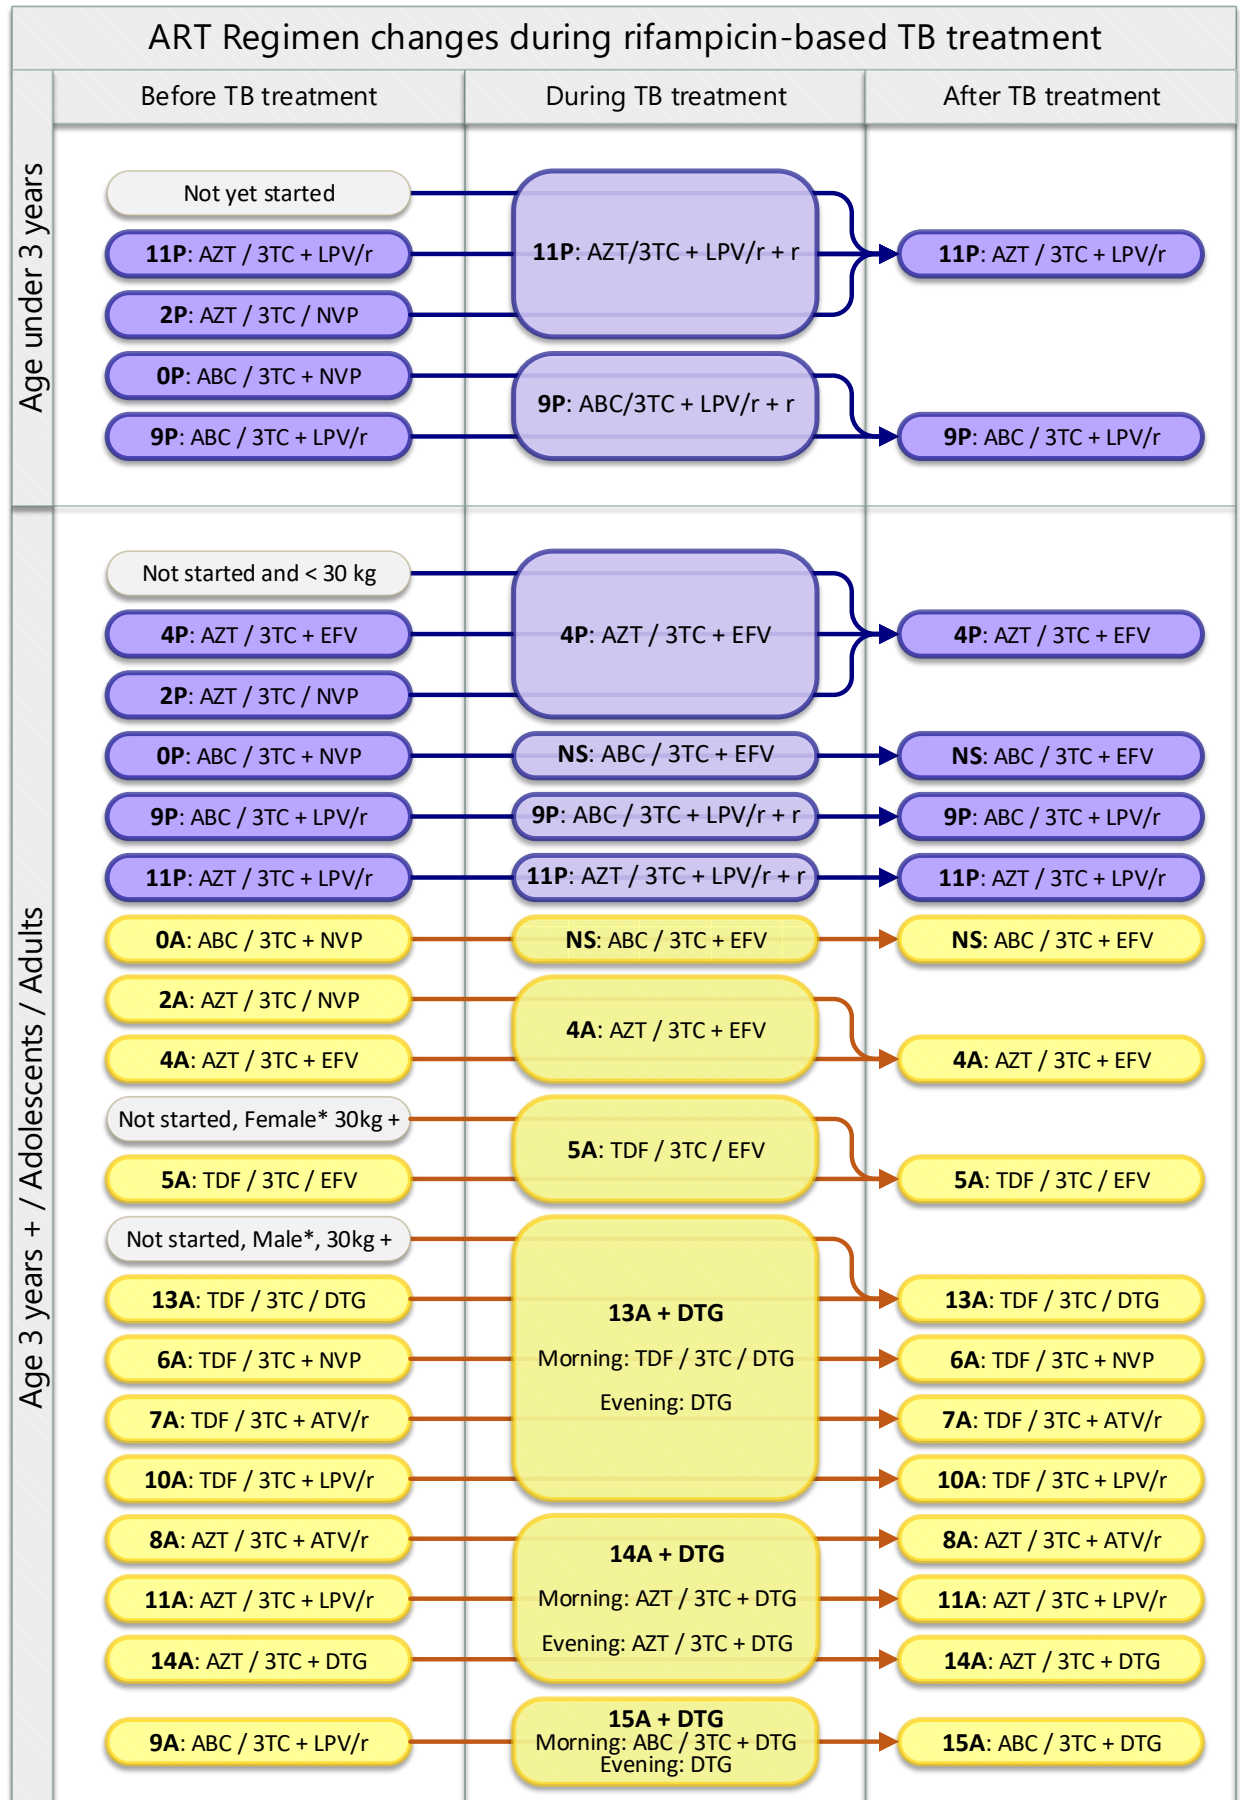 ART Regimen changes during rifampicin-based TB treatment
Before TB treatment
During TB treatment
After TB treatment
Age under 3 years
Not yet started
11P: AZT / 3TC + LPV/r
2P: AZT / 3TC / NVP
11P: AZT/3TC + LPV/r + r
11P: AZT / 3TC + LPV/r
0P: ABC / 3TC + NVP
9P: ABC / 3TC + LPV/r
9P: ABC/3TC + LPV/r + r
9P: ABC / 3TC + LPV/r
Age 3 years + / Adolescents / Adults
Not started and < 30 kg
4P: AZT / 3TC + EFV
2P: AZT / 3TC / NVP
4P: AZT / 3TC + EFV
4P: AZT / 3TC + EFV
0P: ABC / 3TC + NVP
NS: ABC / 3TC + EFV
NS: ABC / 3TC + EFV
9P: ABC / 3TC + LPV/r
9P: ABC / 3TC + LPV/r + r
9P: ABC / 3TC + LPV/r
11P: AZT / 3TC + LPV/r
11P: AZT / 3TC + LPV/r + r
11P: AZT / 3TC + LPV/r
0A: ABC / 3TC + NVP
NS: ABC / 3TC + EFV
NS: ABC / 3TC + EFV
2A: AZT / 3TC / NVP
4A: AZT / 3TC + EFV
4A: AZT / 3TC + EFV
4A: AZT / 3TC + EFV
Not started, Female* 30kg +
5A: TDF / 3TC / EFV
5A: TDF / 3TC / EFV
5A: TDF / 3TC / EFV
Not started, Male*, 30kg +
13A: TDF / 3TC / DTG
6A: TDF / 3TC + NVP
7A: TDF / 3TC + ATV/r
10A: TDF / 3TC + LPV/r
13A + DTG
Morning: TDF / 3TC / DTG
Evening: DTG
13A: TDF / 3TC / DTG
6A: TDF / 3TC + NVP
7A: TDF / 3TC + ATV/r
10A: TDF / 3TC + LPV/r
8A: AZT / 3TC + ATV/r
11A: AZT / 3TC + LPV/r
14A: AZT / 3TC + DTG
14A + DTG
Morning: AZT / 3TC + DTG
Evening: AZT / 3TC + DTG
8A: AZT / 3TC + ATV/r
11A: AZT / 3TC + LPV/r
14A: AZT / 3TC + DTG
9A: ABC / 3TC + LPV/r
15A + DTG
Morning: ABC / 3TC + DTG
Evening: DTG
15A: ABC / 3TC + DTG